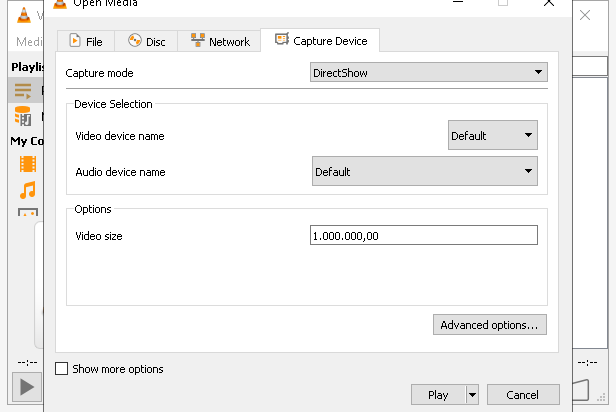 Open Media
Medi
File
Disc
Network
Capture Device
Playlis
Capture mode
DirectShow
Device Selection
Video device name
Default
My Co
Audio device name
Default
Options
Video size
1.000.000,00
Advanced options...
--:--
--:--
Show more options
Play
Cancel